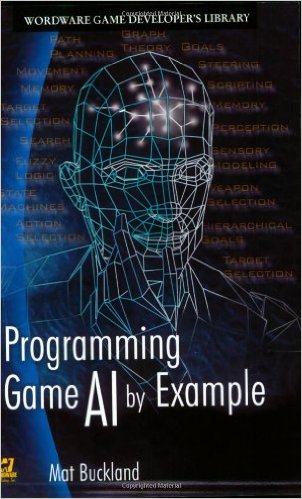 WORDWARE GAME DEVELOPER'S LIBRARY
PATH PLANNING
GRAPH THEORY
GOALS
STEERING
MEMORY
SCRIPTING
TARGET SELECTION
MEMORY
SEARCH
PERCEPTION
FUZZY LOGIC
SENSORY MODELING
STATE MACHINES
WEAPON SELECTION
ACTION SELECTION
HIERARCHICAL GOALS
TARGET SELECTION
Programming
Game AI by Example
Mat Buckland